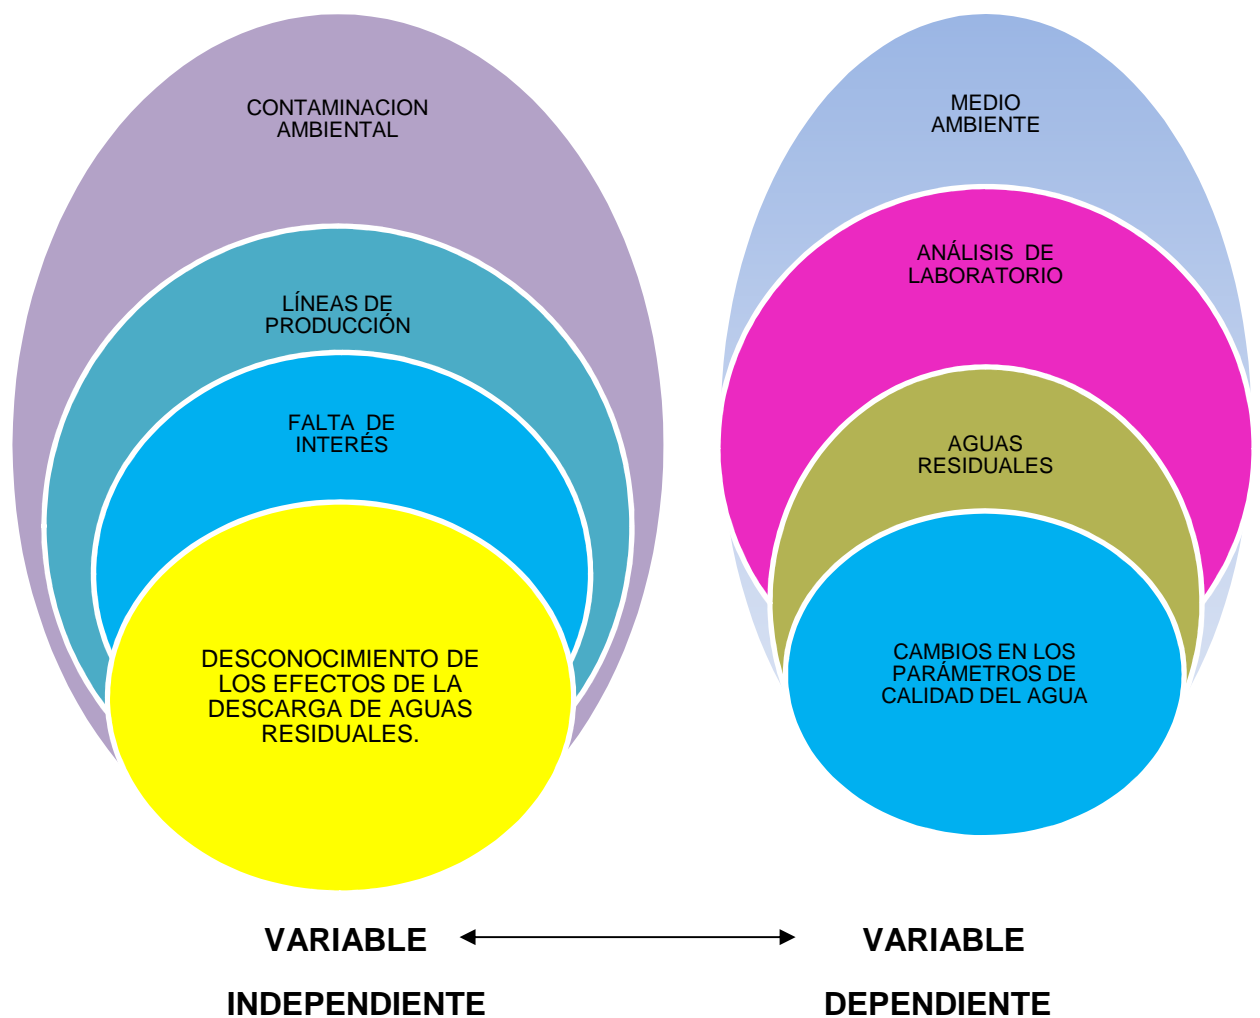 CONTAMINACION
AMBIENTAL
LÍNEAS DE
PRODUCCIÓN
FALTA DE
INTERÉS
DESCONOCIMIENTO DE
LOS EFECTOS DE LA
DESCARGA DE AGUAS
RESIDUALES.
MEDIO
AMBIENTE
ANÁLISIS DE
LABORATORIO
AGUAS
RESIDUALES
CAMBIOS EN LOS
PARÁMETROS DE
CALIDAD DEL AGUA
VARIABLE
INDEPENDIENTE
VARIABLE
DEPENDIENTE